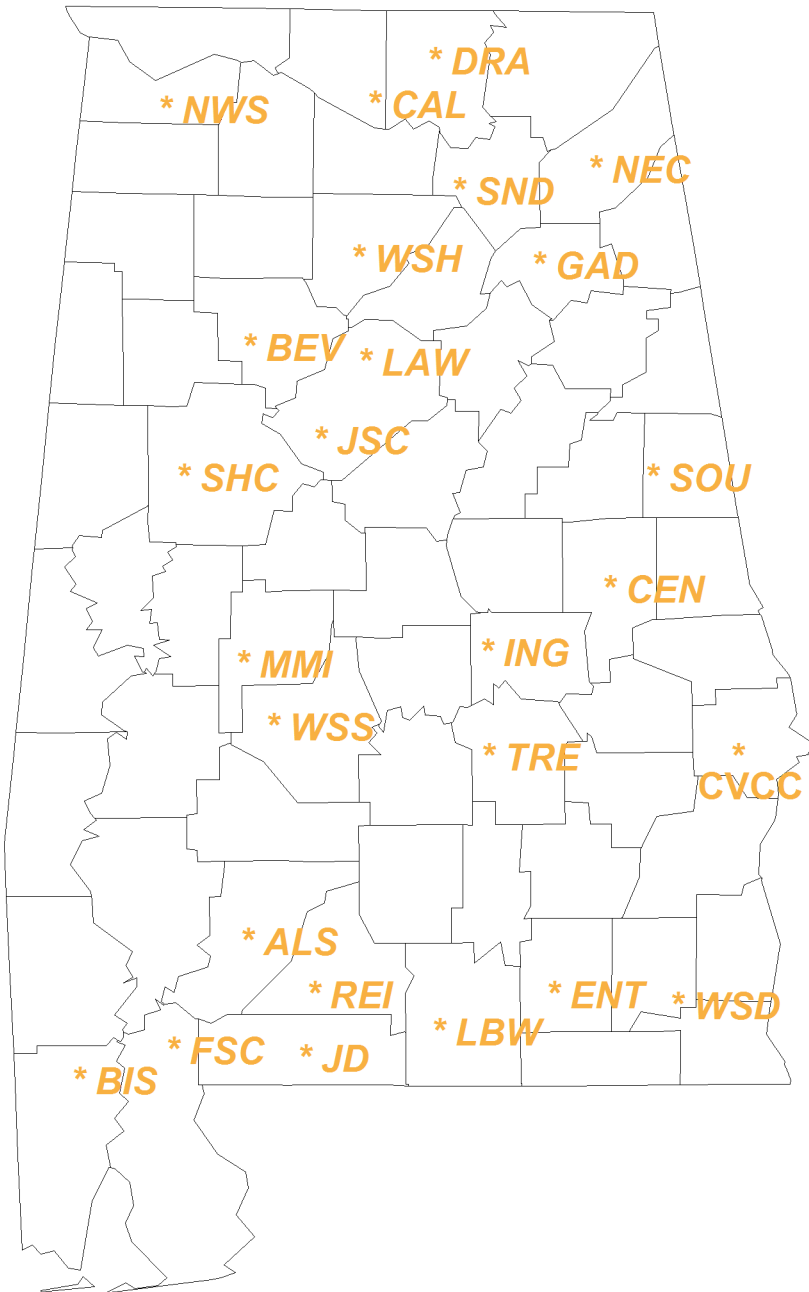 * DRA
* NWS
* CAL
* NEC
* SND
* WSH
* GAD
* BEV
* LAW
* JSC
* SHC
* SOU
* CEN
* ING
* MMI
* WSS
* TRE
*
CVCC
* ALS
* REI
* ENT
* WSD
* LBW
* FSC
* JD
* BIS